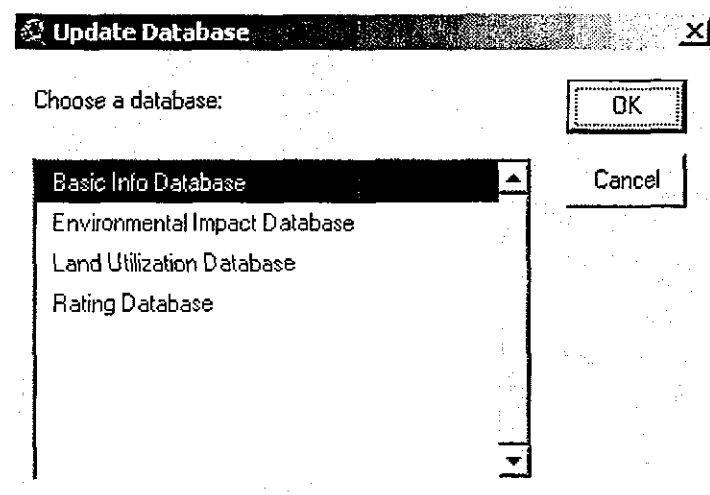 Update Database
Choose a database:
OK
Basic Info Database
Cancel
Environmental Impact Database
Land Utilization Database
Rating Database